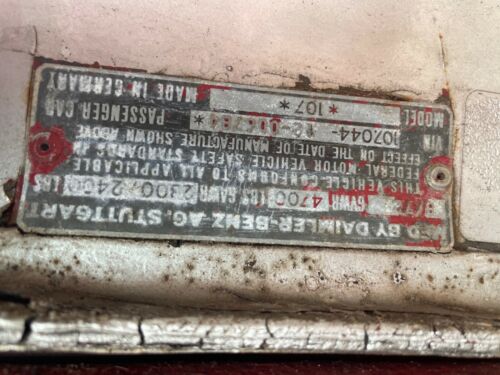 BY DAIMLER-BENZ AG, STUTTGART
GVWR 4700 LBS GAWR 2300/2400 LBS
THIS VEHICLE CONFORMS TO ALL APPLICABLE
FEDERAL MOTOR VEHICLE SAFETY STANDARDS IN
EFFECT ON THE DATE OF MANUFACTURE SHOWN ABOVE
VIN PASSENGER CAR
MODEL *107* MADE IN GERMANY